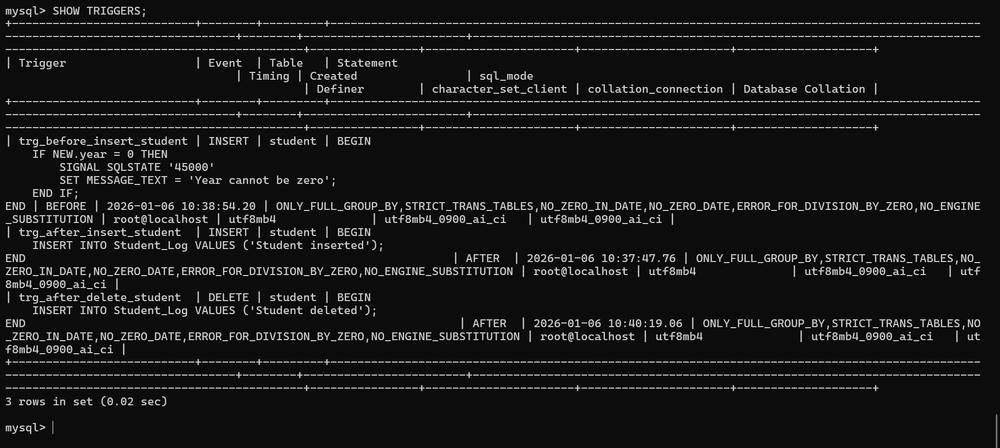 mysql> SHOW TRIGGERS;
+---------------------------+--------+---------+------------------------------------------------------------------------------------------------
----------------------------------+--------+------------------------+---------------------------------------------------------------------------
--------------------------------------------+----------------+----------------------+----------------------+--------------------+
| Trigger                   | Event  | Table   | Statement
                                  | Timing | Created                | sql_mode
                                            | Definer        | character_set_client | collation_connection | Database Collation |
+---------------------------+--------+---------+------------------------------------------------------------------------------------------------
----------------------------------+--------+------------------------+---------------------------------------------------------------------------
--------------------------------------------+----------------+----------------------+----------------------+--------------------+
| trg_before_insert_student | INSERT | student | BEGIN
    IF NEW.year = 0 THEN
        SIGNAL SQLSTATE '45000'
        SET MESSAGE_TEXT = 'Year cannot be zero';
    END IF;
END | BEFORE | 2026-01-06 10:38:54.20 | ONLY_FULL_GROUP_BY,STRICT_TRANS_TABLES,NO_ZERO_IN_DATE,NO_ZERO_DATE,ERROR_FOR_DIVISION_BY_ZERO,NO_ENGINE
_SUBSTITUTION | root@localhost | utf8mb4              | utf8mb4_0900_ai_ci   | utf8mb4_0900_ai_ci |
| trg_after_insert_student  | INSERT | student | BEGIN
    INSERT INTO Student_Log VALUES ('Student inserted');
END                                                               | AFTER  | 2026-01-06 10:37:47.76 | ONLY_FULL_GROUP_BY,STRICT_TRANS_TABLES,NO_
ZERO_IN_DATE,NO_ZERO_DATE,ERROR_FOR_DIVISION_BY_ZERO,NO_ENGINE_SUBSTITUTION | root@localhost | utf8mb4              | utf8mb4_0900_ai_ci   | utf
8mb4_0900_ai_ci |
| trg_after_delete_student  | DELETE | student | BEGIN
    INSERT INTO Student_Log VALUES ('Student deleted');
END                                                                | AFTER  | 2026-01-06 10:40:19.06 | ONLY_FULL_GROUP_BY,STRICT_TRANS_TABLES,NO
_ZERO_IN_DATE,NO_ZERO_DATE,ERROR_FOR_DIVISION_BY_ZERO,NO_ENGINE_SUBSTITUTION | root@localhost | utf8mb4              | utf8mb4_0900_ai_ci   | ut
f8mb4_0900_ai_ci |
+---------------------------+--------+---------+------------------------------------------------------------------------------------------------
----------------------------------+--------+------------------------+---------------------------------------------------------------------------
--------------------------------------------+----------------+----------------------+----------------------+--------------------+
3 rows in set (0.02 sec)
mysql>